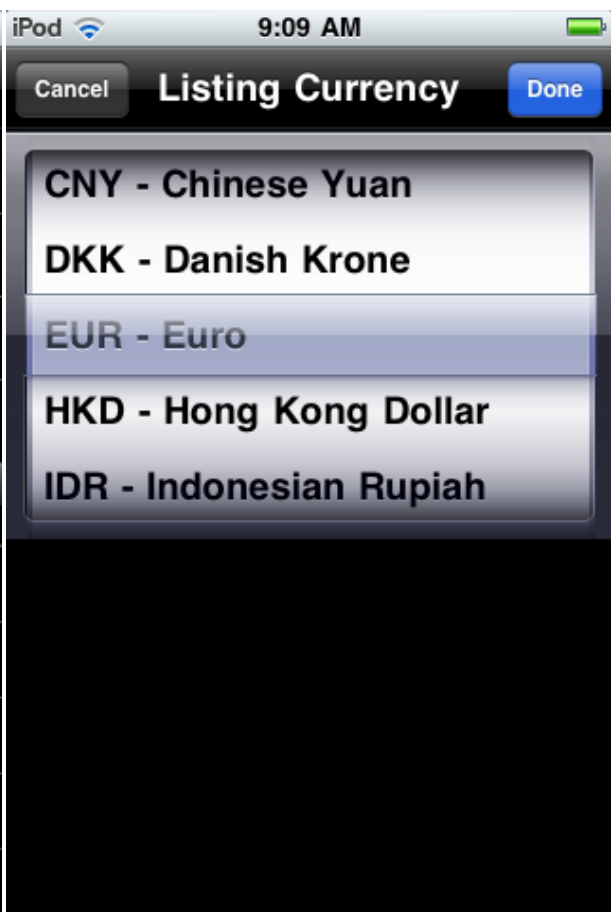 iPod 9:09 AM
Cancel Listing Currency Done
CNY - Chinese Yuan
DKK - Danish Krone
EUR - Euro
HKD - Hong Kong Dollar
IDR - Indonesian Rupiah